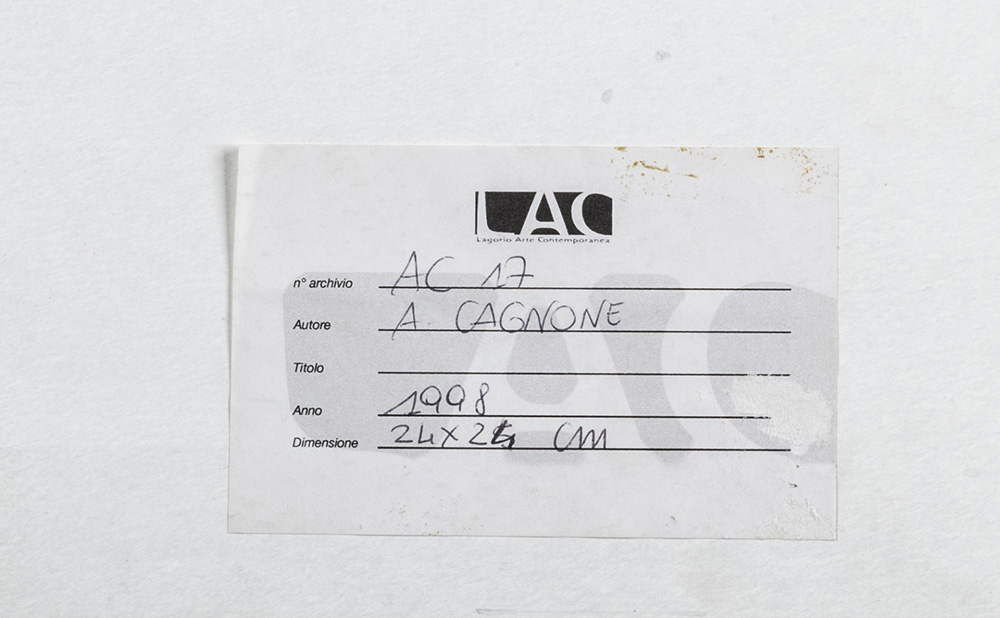 LAC
Lagorio Arte Contemporanea
n° archivio AC 17
Autore A. CAGNONE
Titolo
Anno 1998
Dimensione 24x24 cm